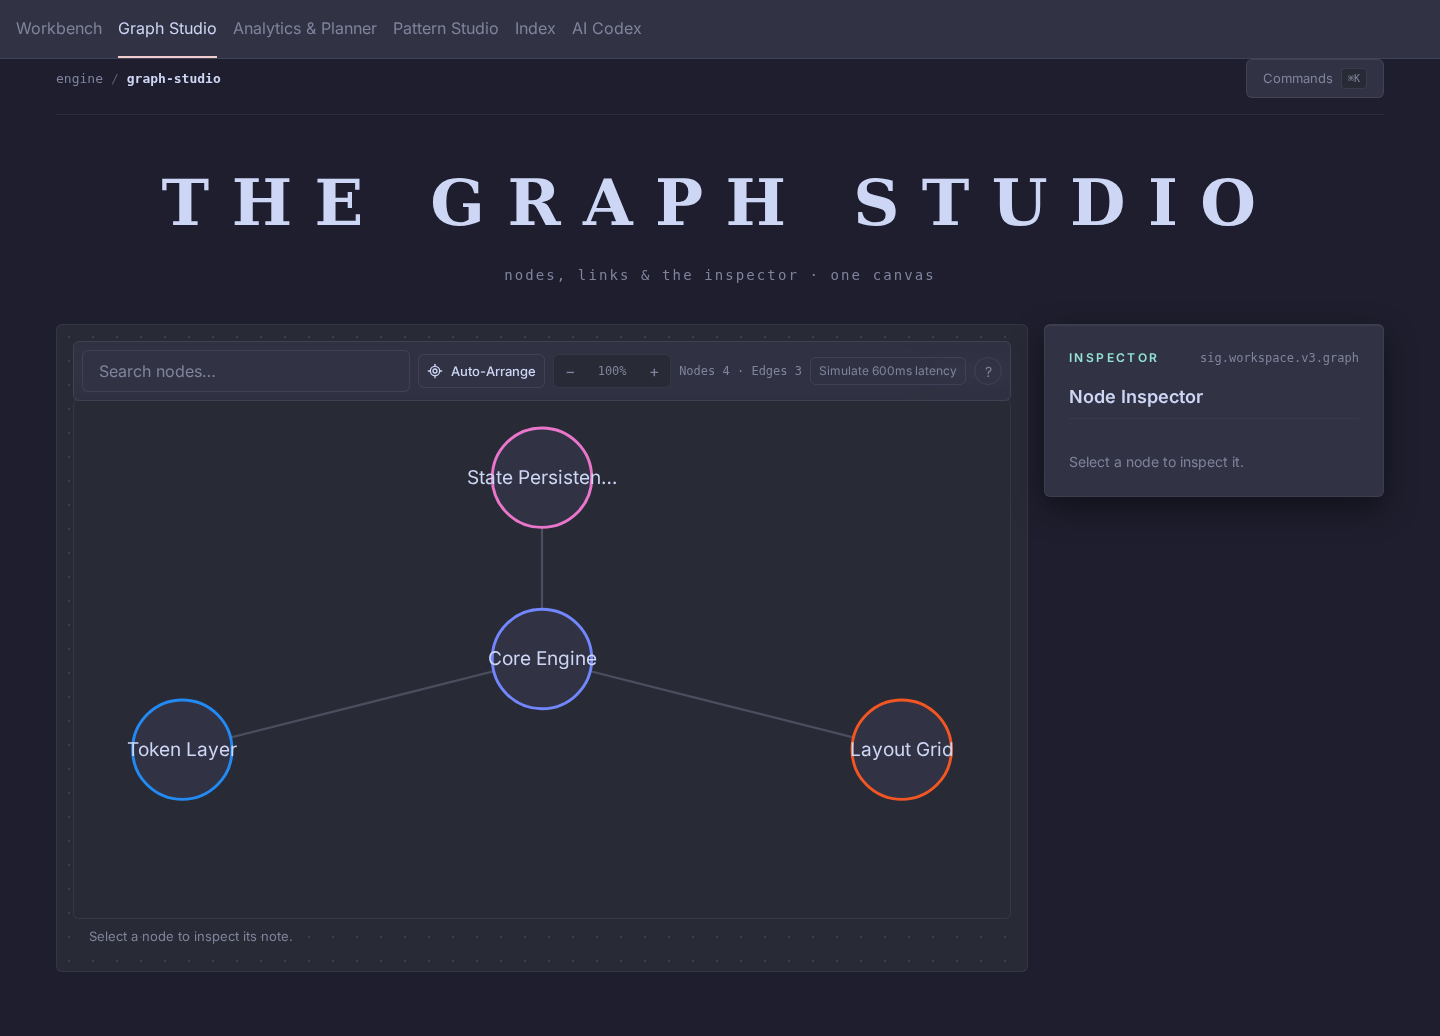 Workbench Graph Studio Analytics & Planner Pattern Studio Index AI Codex
engine / graph-studio
Commands ⌘K
THE GRAPH STUDIO
nodes, links & the inspector · one canvas
Search nodes...
Auto-Arrange
− 100% +
Nodes 4 · Edges 3
Simulate 600ms latency
?
State Persisten...
Core Engine
Token Layer
Layout Grid
Select a node to inspect its note.
INSPECTOR sig.workspace.v3.graph
Node Inspector
Select a node to inspect it.